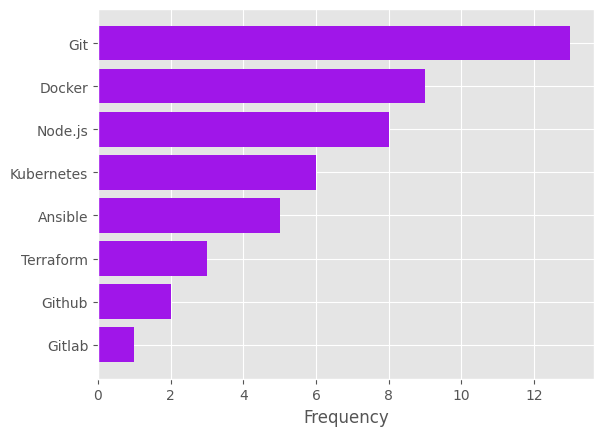 Git
Docker
Node.js
Kubernetes
Ansible
Terraform
Github
Gitlab
0 2 4 6 8 10 12
Frequency